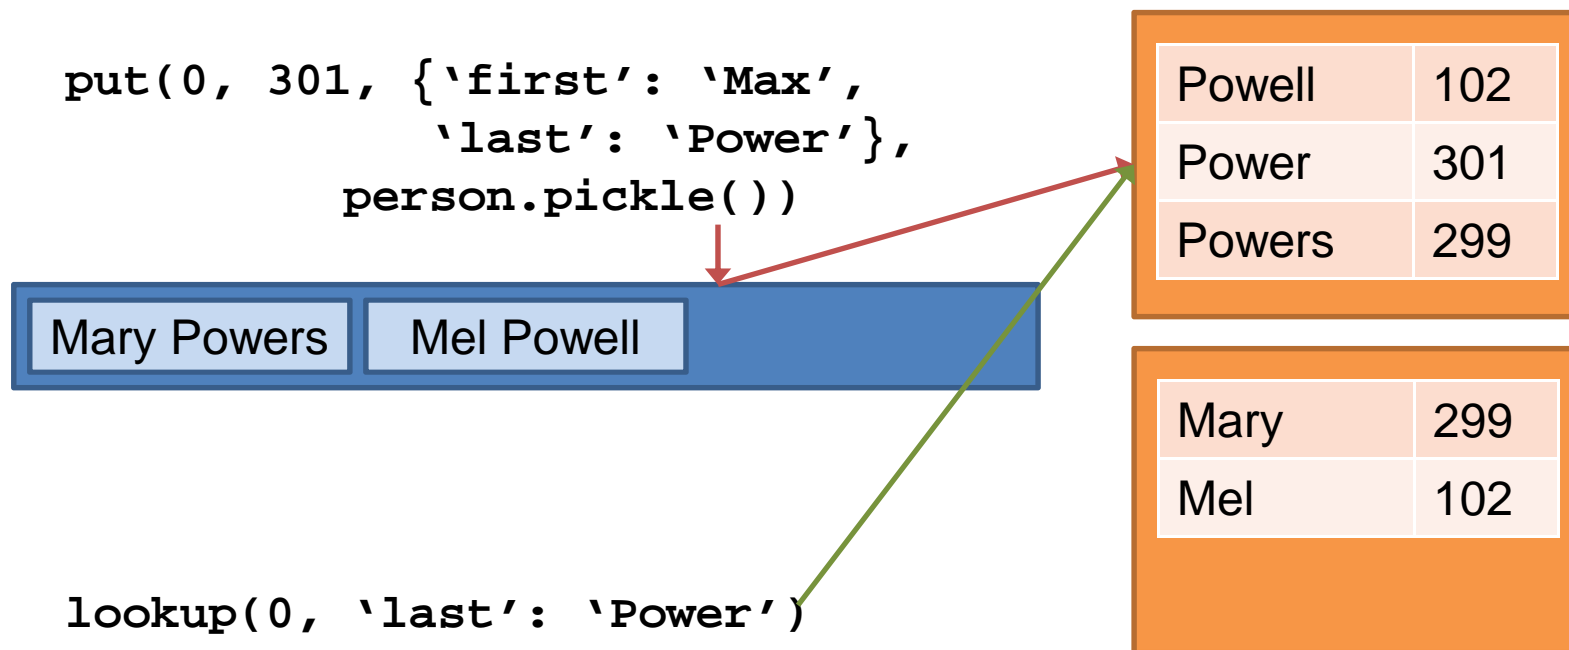 put(0, 301, {‘first’: ‘Max’,
‘last’: ‘Power’},
person.pickle())
Mary Powers Mel Powell
lookup(0, ‘last’: ‘Power’)
Powell 102
Power 301
Powers 299
Mary 299
Mel 102